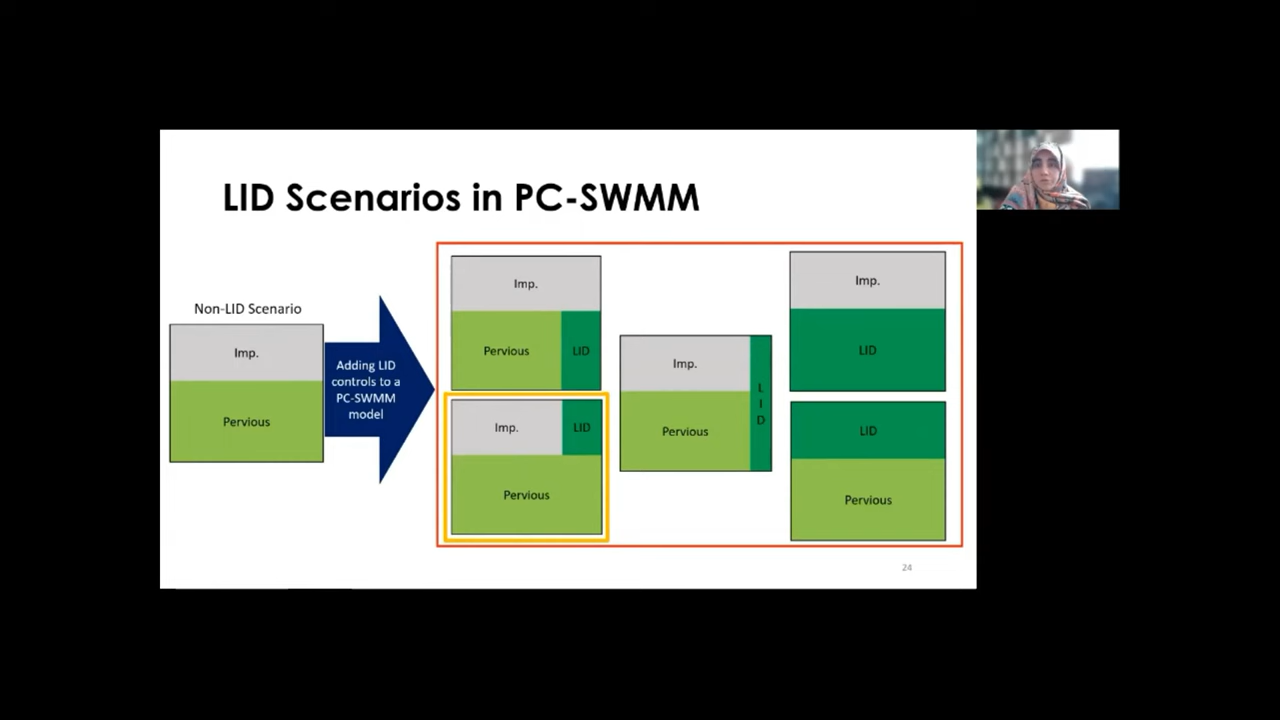 LID Scenarios in PC-SWMM
Non-LID Scenario
Imp.
Pervious
Adding LID
controls to a
PC-SWMM
model
Imp.
Pervious
LID
Imp.
LID
Pervious
Imp.
Pervious
L
I
D
Imp.
LID
LID
Pervious
24